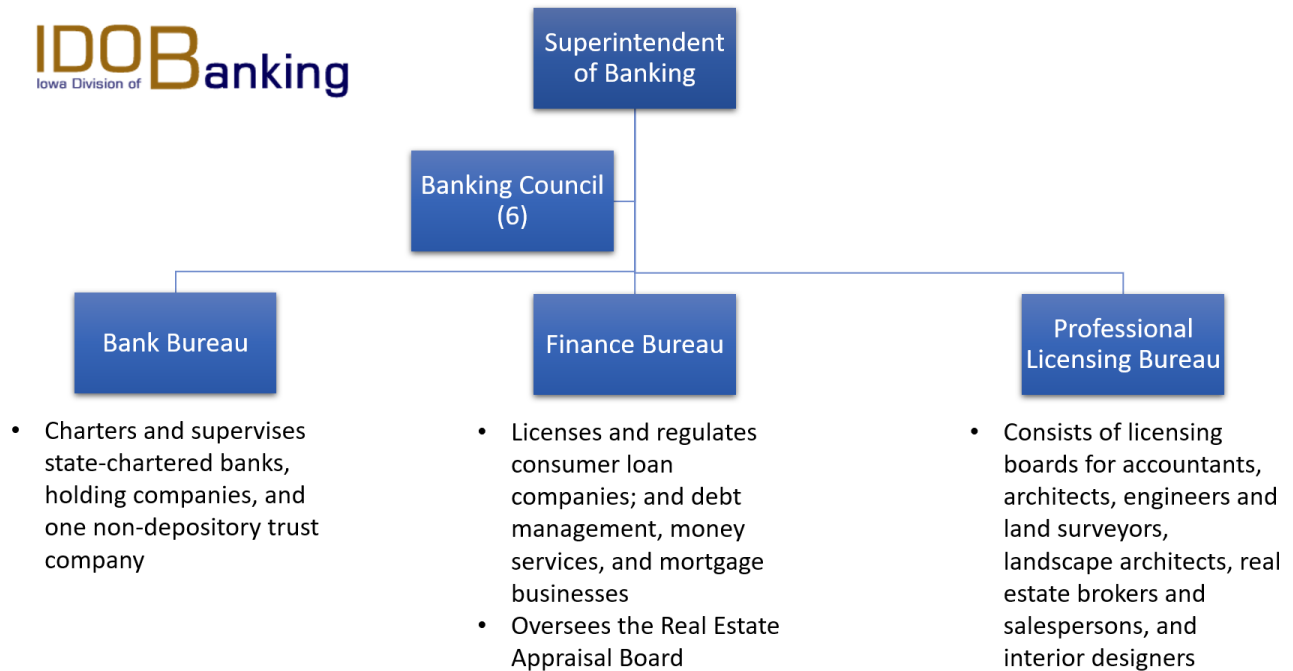 IDOBanking
Iowa Division of
Superintendent
of Banking
Banking Council
(6)
Bank Bureau
Finance Bureau
Professional
Licensing Bureau
• Charters and supervises
state-chartered banks,
holding companies, and
one non-depository trust
company
• Licenses and regulates
consumer loan
companies; and debt
management, money
services, and mortgage
businesses
• Oversees the Real Estate
Appraisal Board
• Consists of licensing
boards for accountants,
architects, engineers and
land surveyors,
landscape architects, real
estate brokers and
salespersons, and
interior designers